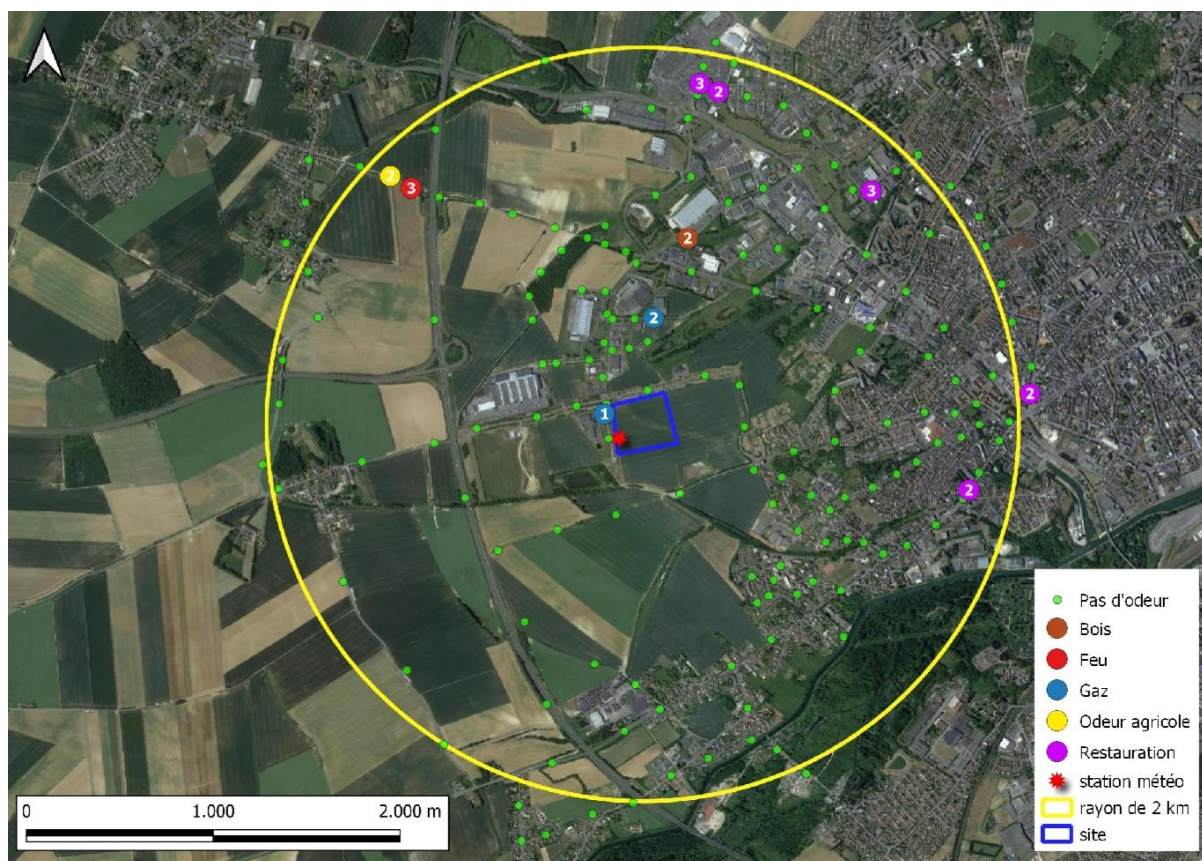 3 2
2
3
3
2
2
1
2
2
Pas d'odeur
Bois
Feu
Gaz
Odeur agricole
Restauration
station météo
rayon de 2 km
site
0 1.000 2.000 m